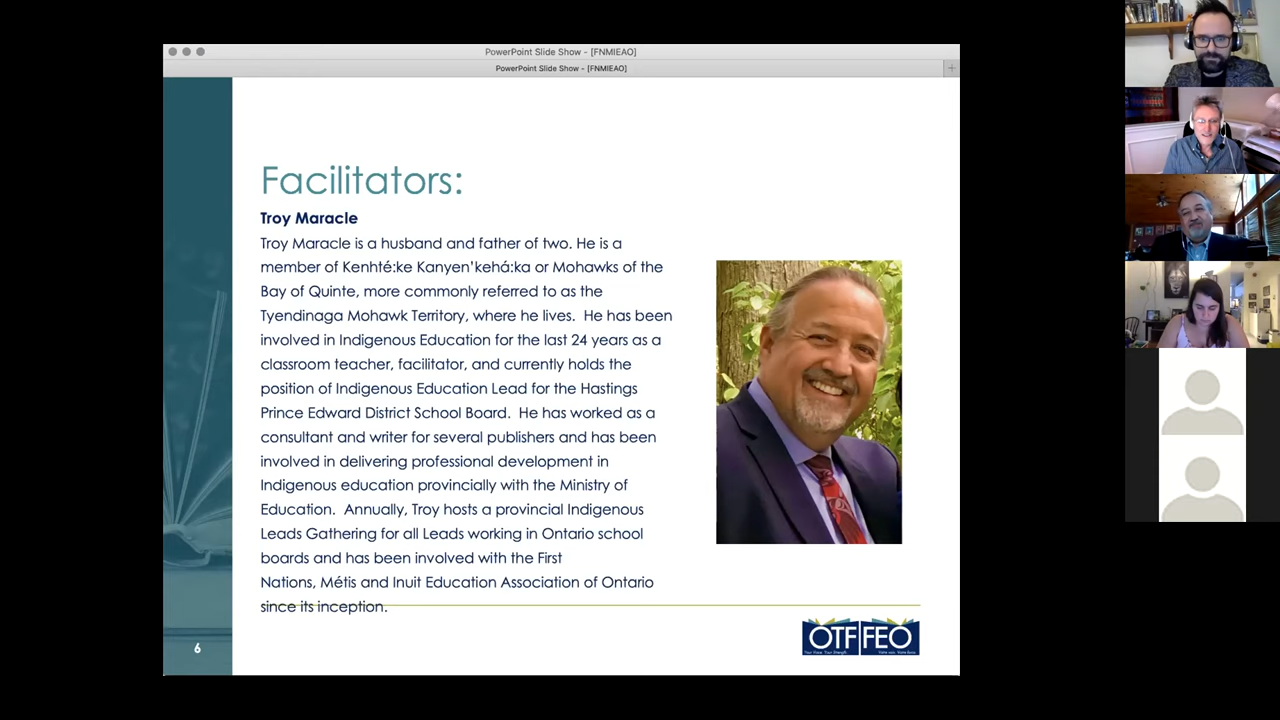 PowerPoint Slide Show - [FNMIEAO]
PowerPoint Slide Show - [FNMIEAO]
Facilitators:
Troy Maracle
Troy Maracle is a husband and father of two. He is a
member of Kenhté:ke Kanyen'kehá:ka or Mohawks of the
Bay of Quinte, more commonly referred to as the
Tyendinaga Mohawk Territory, where he lives. He has been
involved in Indigenous Education for the last 24 years as a
classroom teacher, facilitator, and currently holds the
position of Indigenous Education Lead for the Hastings
Prince Edward District School Board. He has worked as a
consultant and writer for several publishers and has been
involved in delivering professional development in
Indigenous education provincially with the Ministry of
Education. Annually, Troy hosts a provincial Indigenous
Leads Gathering for all Leads working in Ontario school
boards and has been involved with the First
Nations, Métis and Inuit Education Association of Ontario
since its inception.
6
OTF FEO